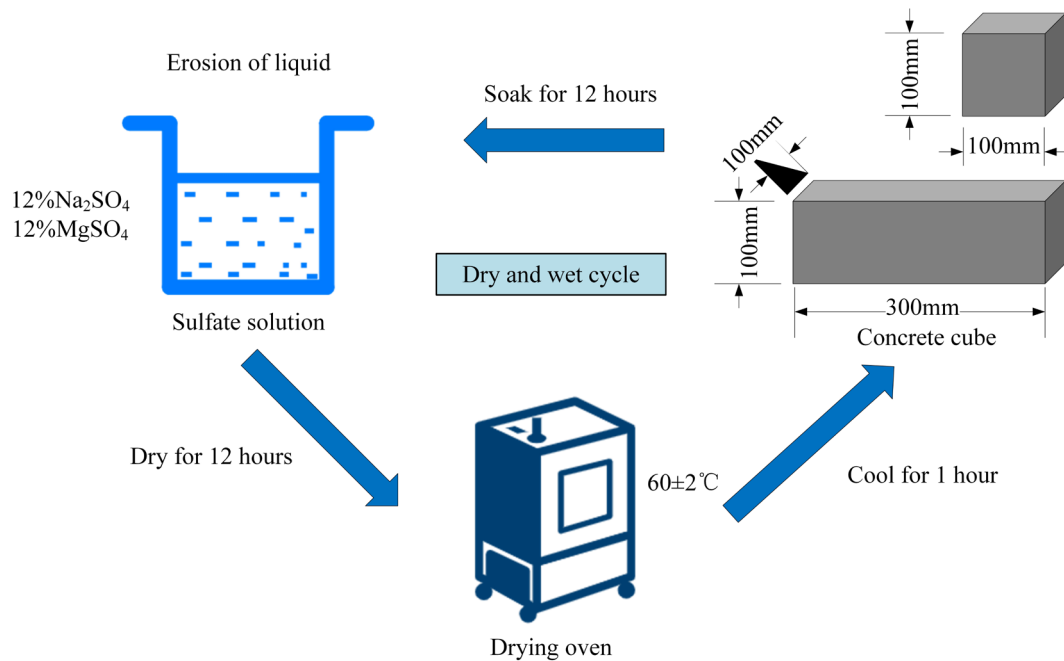 Erosion of liquid
Soak for 12 hours
100mm
100mm
100mm
12%Na₂SO₄
12%MgSO₄
100mm
Dry and wet cycle
300mm
Sulfate solution
Concrete cube
Dry for 12 hours
60±2℃
Cool for 1 hour
Drying oven